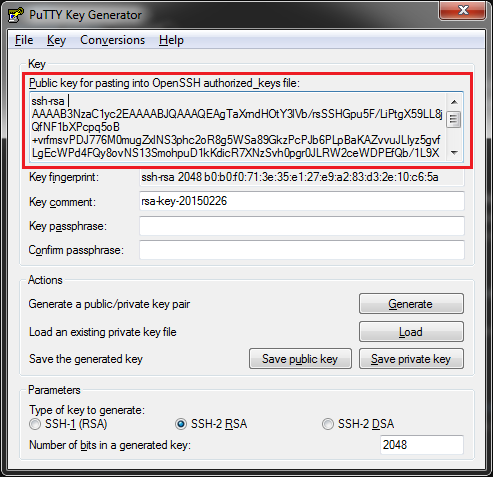 PuTTY Key Generator
File Key Conversions Help
Key
Public key for pasting into OpenSSH authorized_keys file:
ssh-rsa
AAAAB3NzaC1yc2EAAAABJQAAAQEAgTaXmdHOtY3lVb/rsSSHGpu5F/LiPtgX59LL8j
QfNF1bXPcpq5oB
+vrfmsvPDJ776M0mugZxlNS3phc2oR8g5WSa89GkzPcPJb6PLpBaKAZvvuJLlyz5gvf
LgEcWPd4FQy8ovNS13SmohpuD1kKdicR7XNzSvh0pgr0JLRW2ceWDPEfQb/1L9X
Key fingerprint: ssh-rsa 2048 b0:b0:f0:71:3e:35:e1:27:e9:a2:83:d3:2e:10:c6:5a
Key comment: rsa-key-20150226
Key passphrase:
Confirm passphrase:
Actions
Generate a public/private key pair Generate
Load an existing private key file Load
Save the generated key Save public key Save private key
Parameters
Type of key to generate:
SSH-1 (RSA) SSH-2 RSA SSH-2 DSA
Number of bits in a generated key: 2048